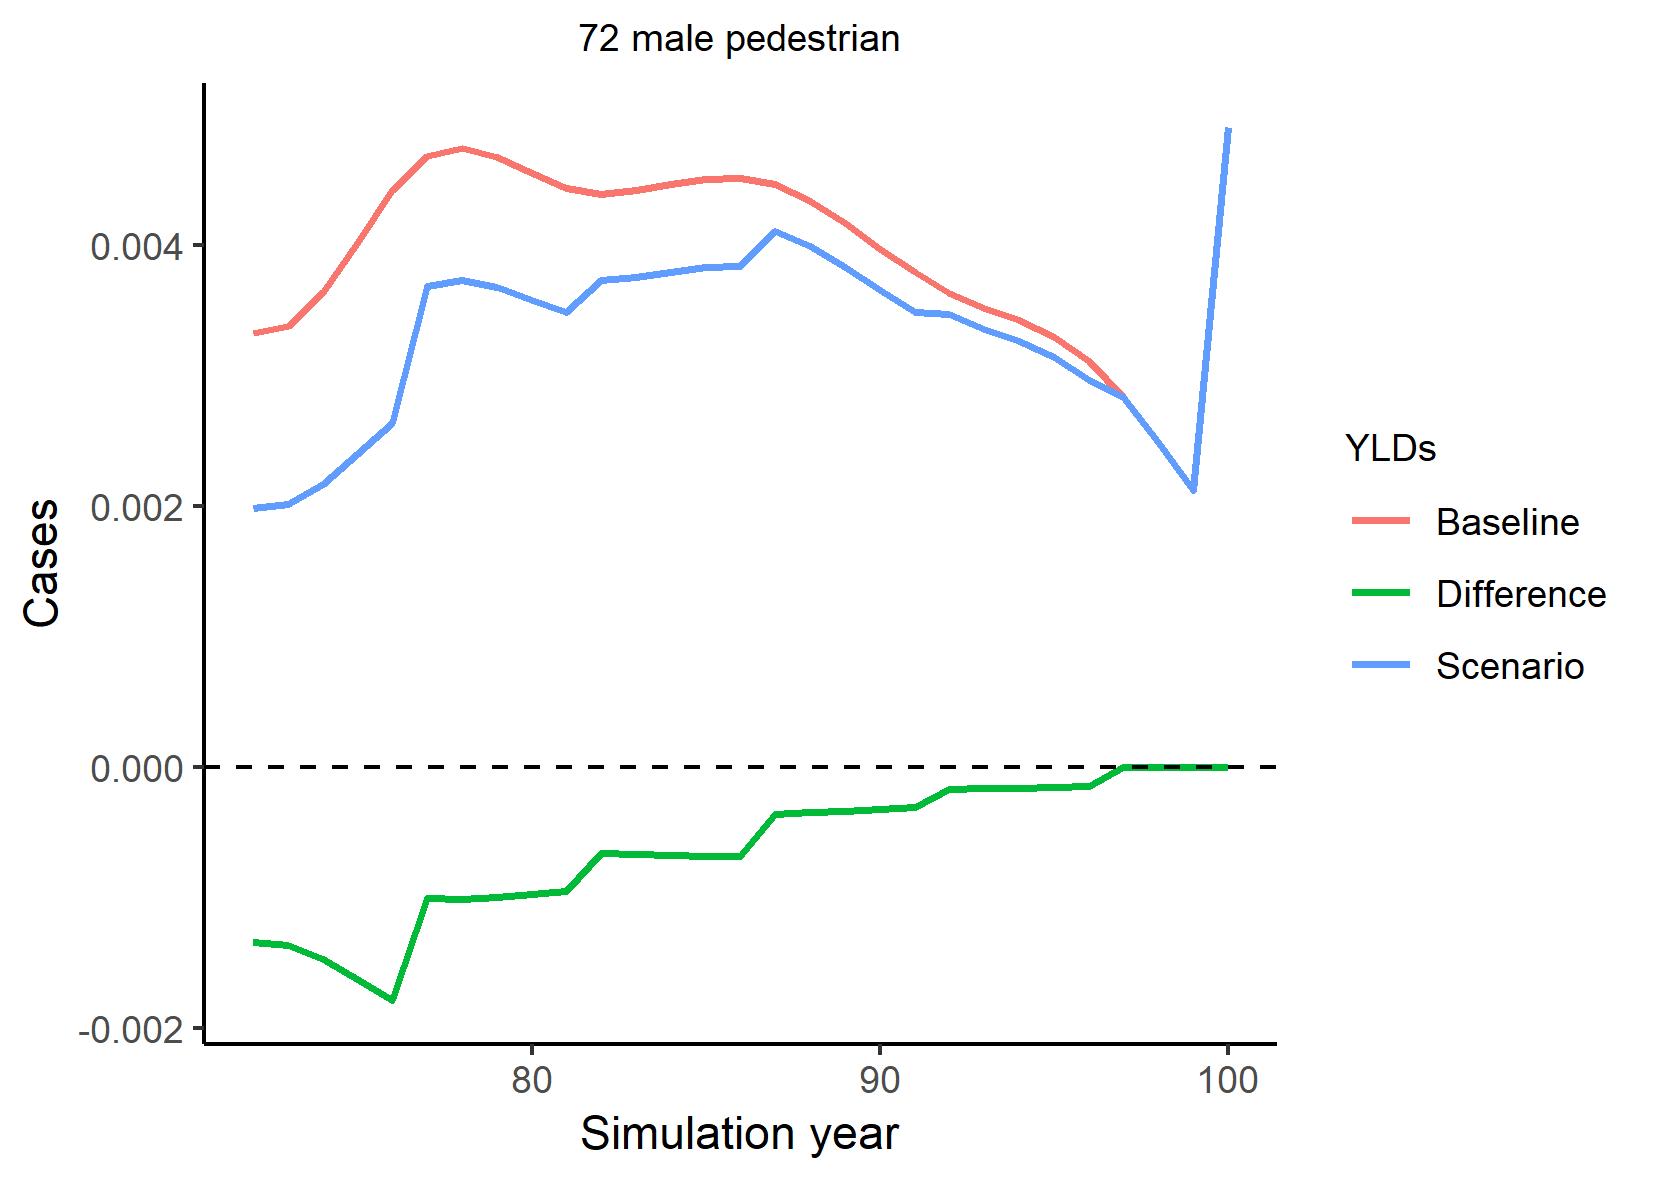 72 male pedestrian
Cases
0.004
0.002
0.000
-0.002
80 90 100
Simulation year
YLDs
Baseline
Difference
Scenario